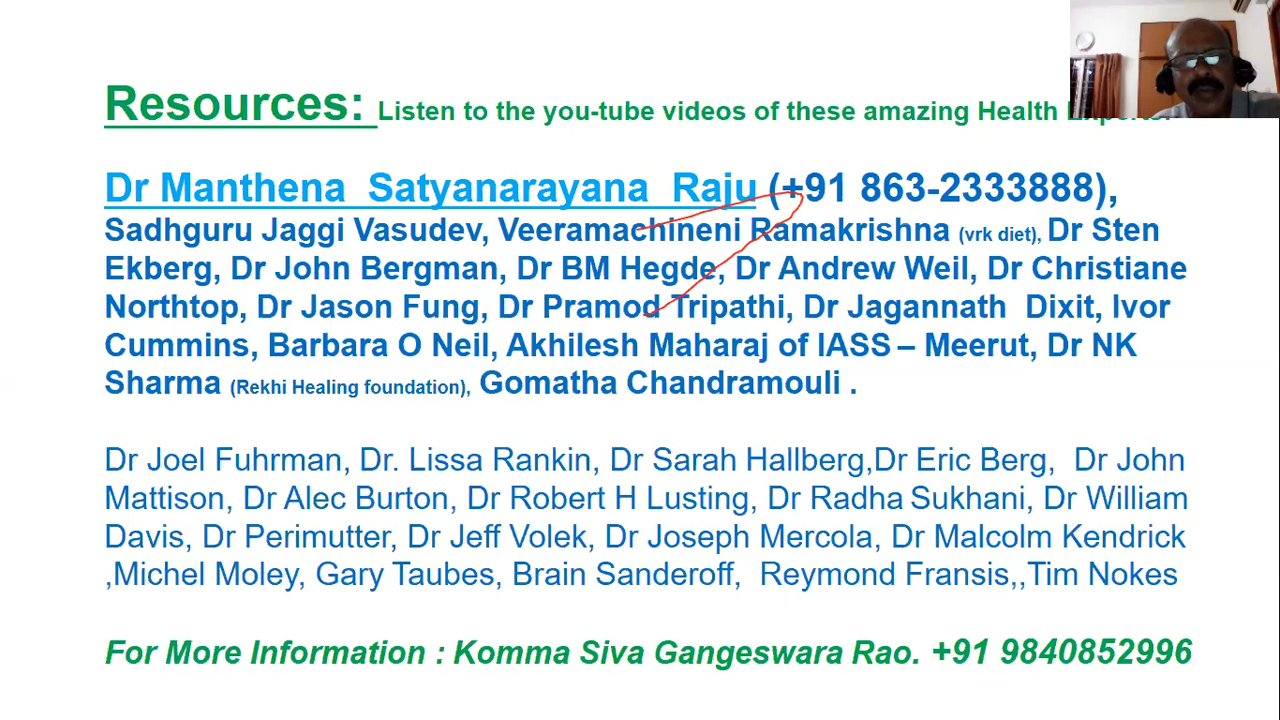 Resources: Listen to the you-tube videos of these amazing Health
Dr Manthena Satyanarayana Raju (+91 863-2333888),
Sadhguru Jaggi Vasudev, Veeramachineni Ramakrishna (vrk diet), Dr Sten
Ekberg, Dr John Bergman, Dr BM Hegde, Dr Andrew Weil, Dr Christiane
Northtop, Dr Jason Fung, Dr Pramod Tripathi, Dr Jagannath Dixit, Ivor
Cummins, Barbara O Neil, Akhilesh Maharaj of IASS – Meerut, Dr NK
Sharma (Rekhi Healing foundation), Gomatha Chandramouli .
Dr Joel Fuhrman, Dr. Lissa Rankin, Dr Sarah Hallberg,Dr Eric Berg, Dr John
Mattison, Dr Alec Burton, Dr Robert H Lusting, Dr Radha Sukhani, Dr William
Davis, Dr Perimutter, Dr Jeff Volek, Dr Joseph Mercola, Dr Malcolm Kendrick
,Michel Moley, Gary Taubes, Brain Sanderoff, Reymond Fransis,,Tim Nokes
For More Information : Komma Siva Gangeswara Rao. +91 9840852996